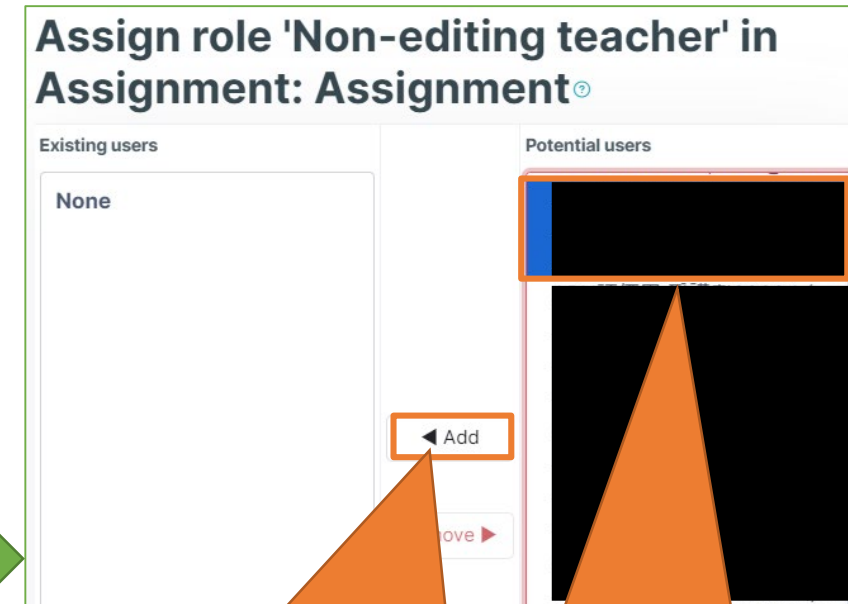 Assign role 'Non-editing teacher' in
Assignment: Assignment
Existing users
Potential users
None
◀ Add
ove ▶